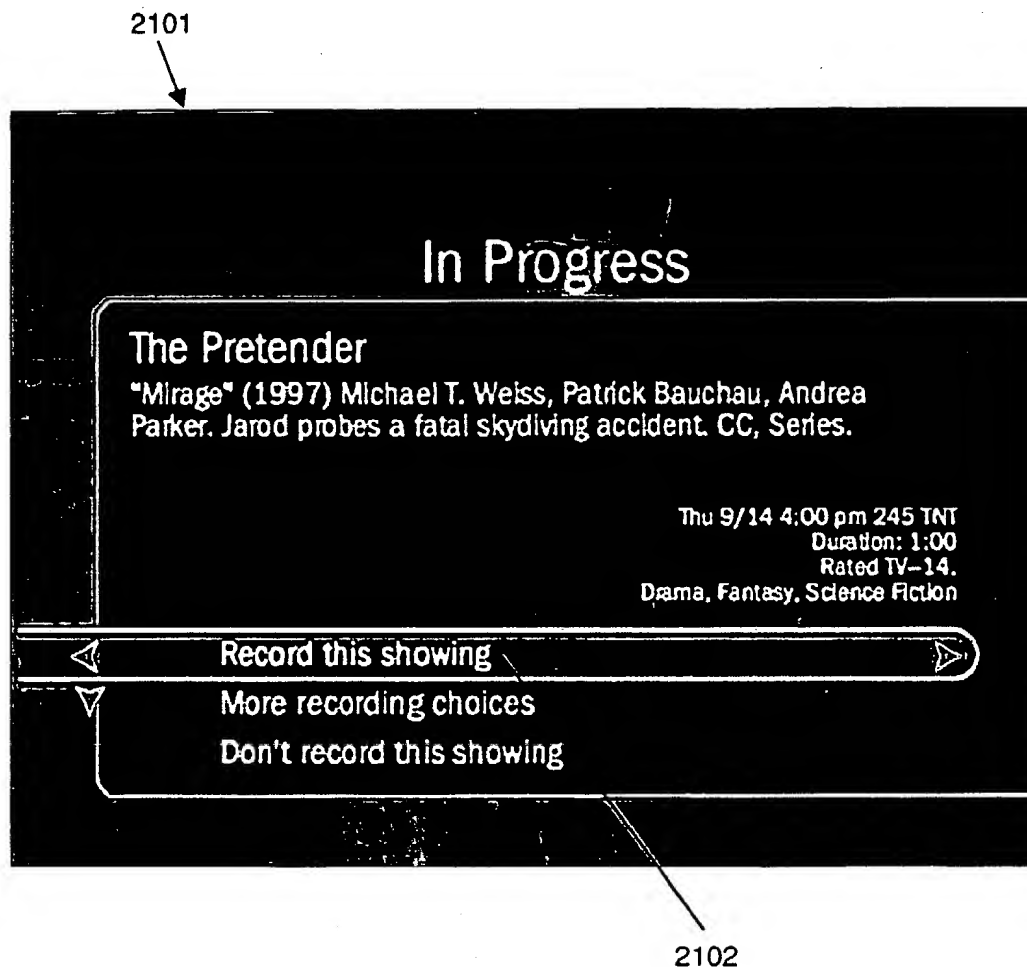 2101
In Progress
The Pretender
"Mirage" (1997) Michael T. Weiss, Patrick Bauchau, Andrea
Parker. Jarod probes a fatal skydiving accident. CC, Series.
Thu 9/14 4:00 pm 245 TNT
Duration: 1:00
Rated TV-14.
Drama, Fantasy, Science Fiction
Record this showing
More recording choices
Don't record this showing
2102